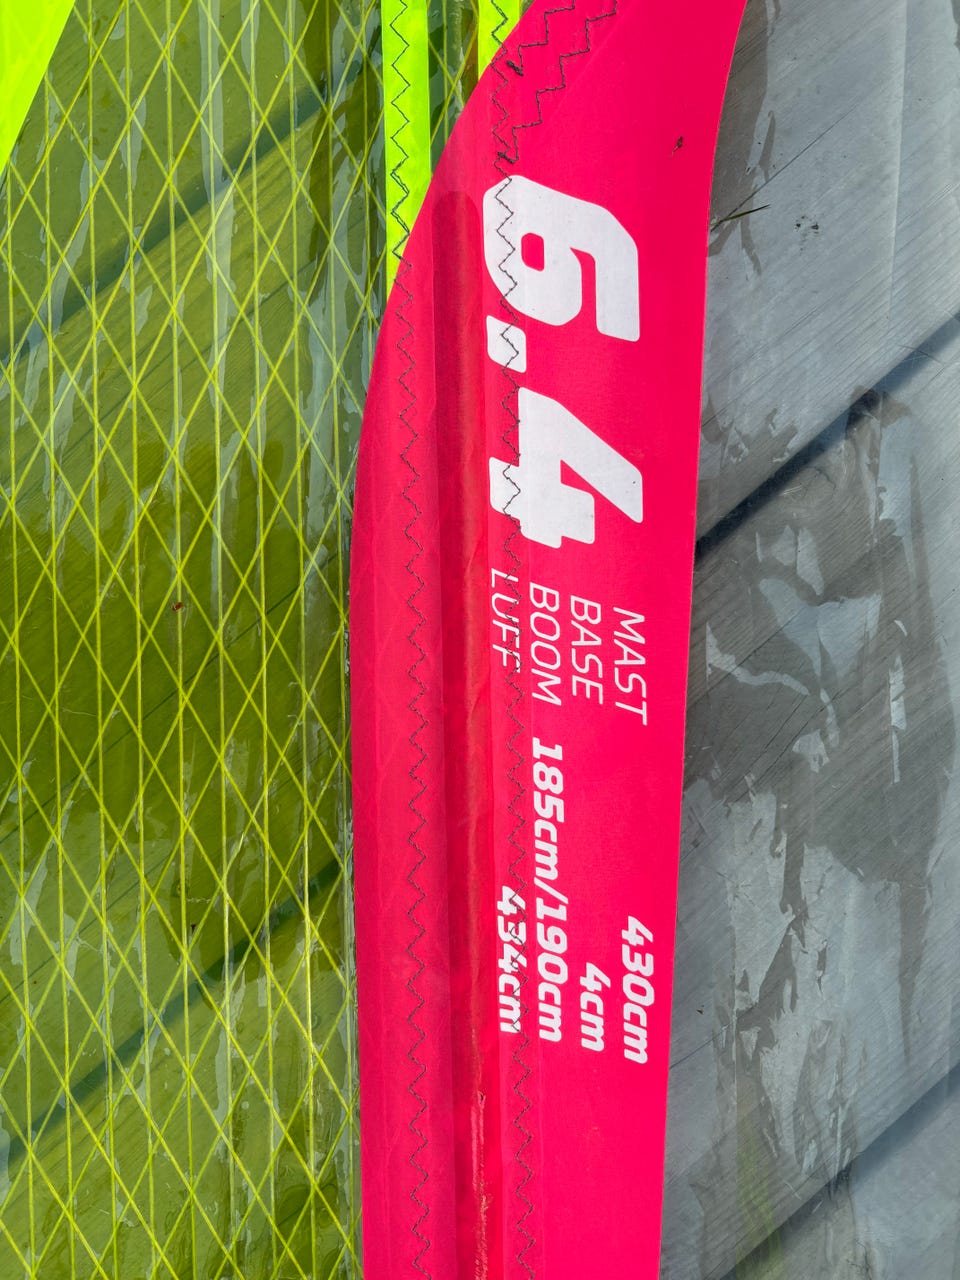 6.4
MAST 430cm
BASE 4cm
BOOM 185cm/190cm
LUFF 434cm